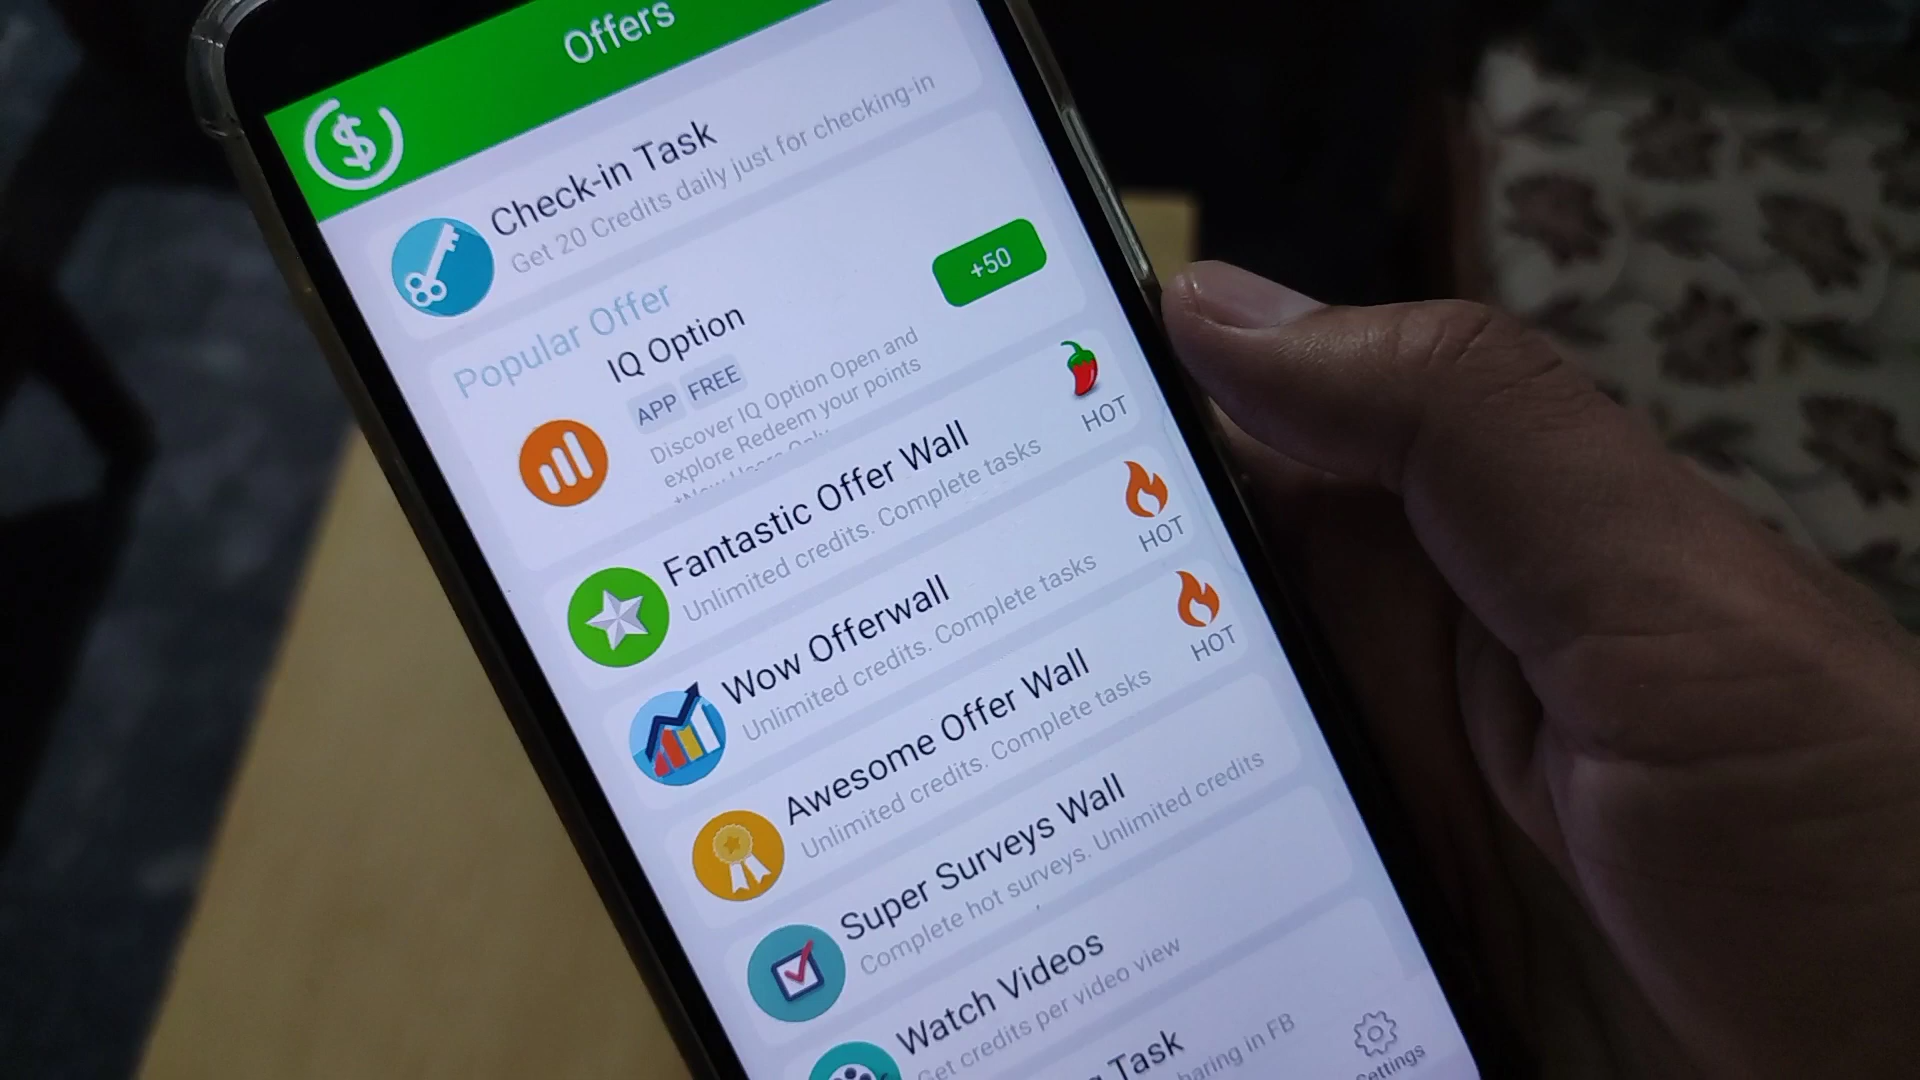 Offers
Check-in Task
Get 20 Credits daily just for checking-in
Popular Offer
IQ Option
+50
APP FREE
Discover IQ Option Open and
explore Redeem your points
Fantastic Offer Wall
Unlimited credits. Complete tasks
HOT
Wow Offerwall
Unlimited credits. Complete tasks
HOT
Awesome Offer Wall
Unlimited credits. Complete tasks
HOT
Super Surveys Wall
Complete hot surveys. Unlimited credits
Watch Videos
Get credits per video view
Task
in FB